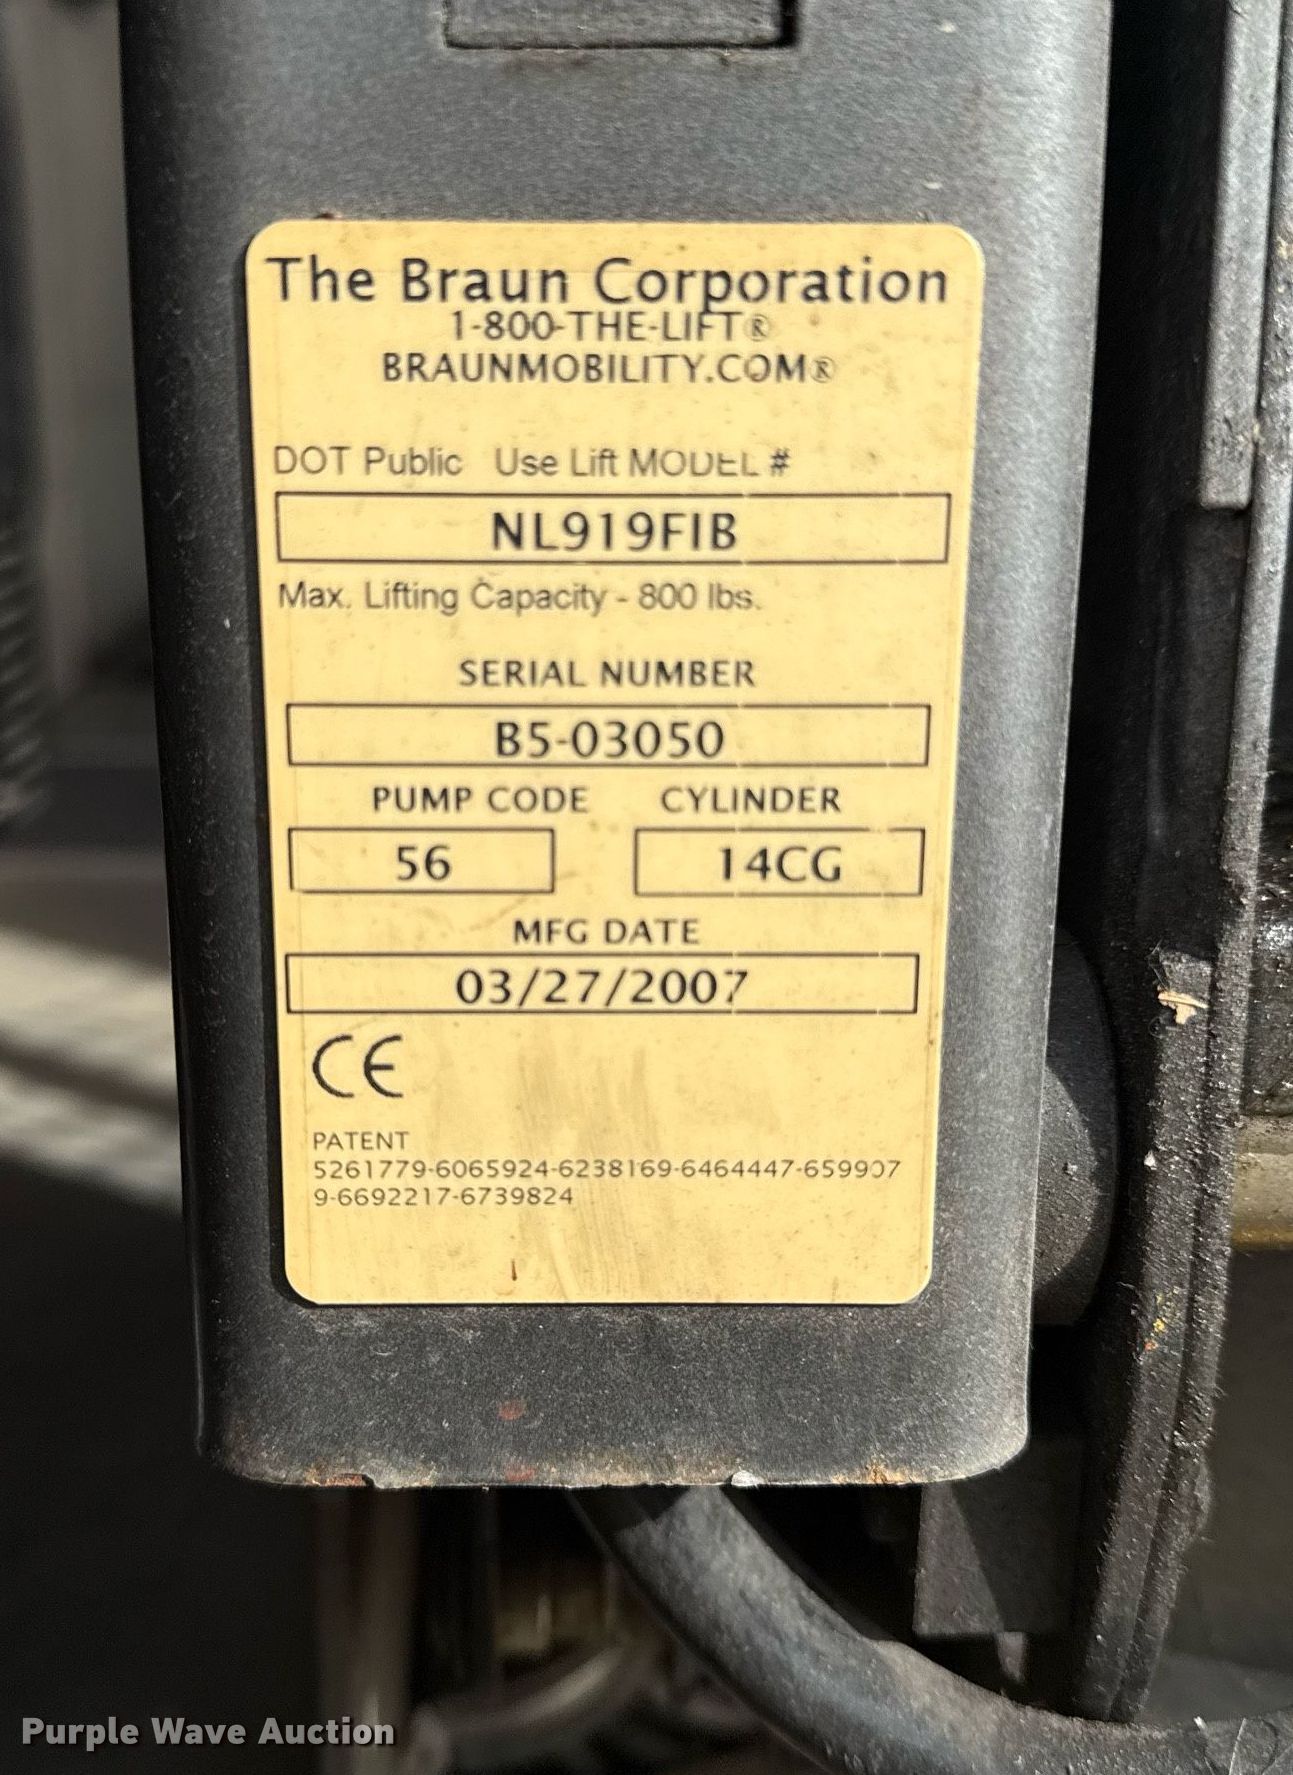 The Braun Corporation
1-800-THE-LIFT®
BRAUNMOBILITY.COM®
DOT Public Use Lift MODEL #
NL919FIB
Max. Lifting Capacity - 800 lbs.
SERIAL NUMBER
B5-03050
PUMP CODE CYLINDER
56 14CG
MFG DATE
03/27/2007
CE
PATENT
5261779-6065924-6238169-6464447-659907
9-6692217-6739824
Purple Wave Auction